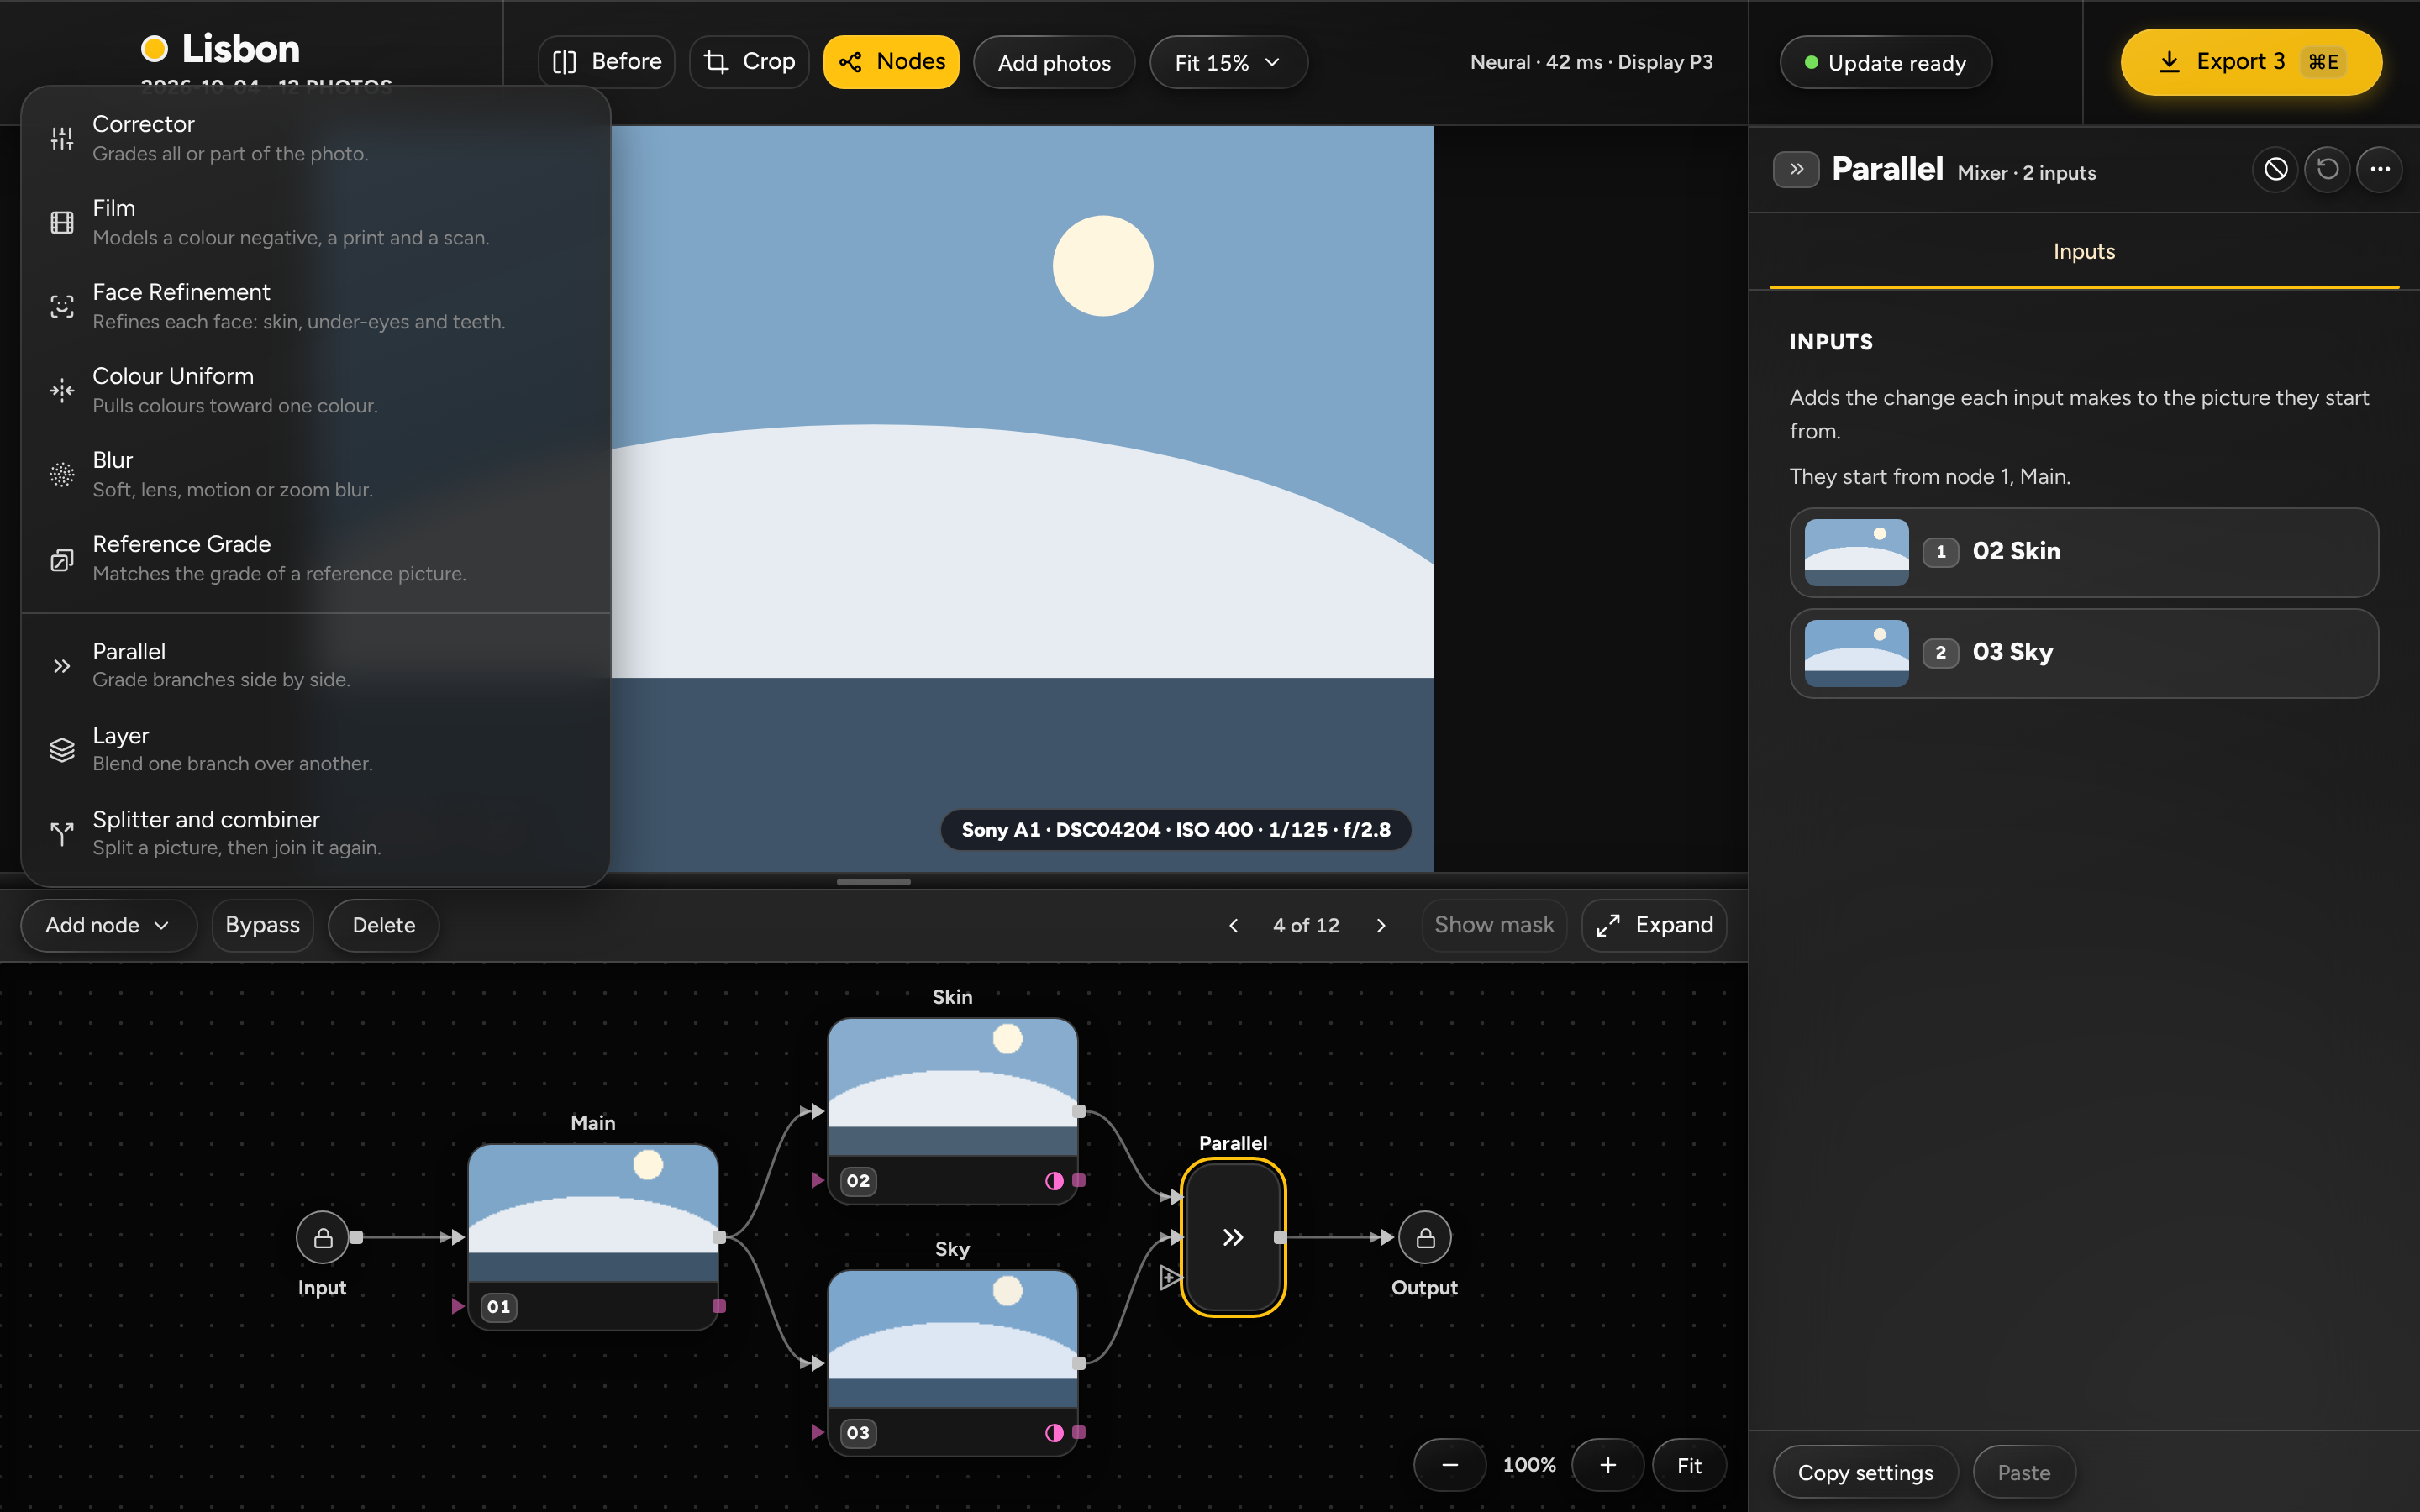 Lisbon
2026-10-04 · 12 PHOTOS
Before
Crop
Nodes
Add photos
Fit 15%
Neural · 42 ms · Display P3
Update ready
Export 3 ⌘E
Corrector
Grades all or part of the photo.
Film
Models a colour negative, a print and a scan.
Face Refinement
Refines each face: skin, under-eyes and teeth.
Colour Uniform
Pulls colours toward one colour.
Blur
Soft, lens, motion or zoom blur.
Reference Grade
Matches the grade of a reference picture.
Parallel
Grade branches side by side.
Layer
Blend one branch over another.
Splitter and combiner
Split a picture, then join it again.
Sony A1 · DSC04204 · ISO 400 · 1/125 · f/2.8
Parallel Mixer · 2 inputs
Inputs
INPUTS
Adds the change each input makes to the picture they start
from.
They start from node 1, Main.
1 02 Skin
2 03 Sky
Add node
Bypass
Delete
4 of 12
Show mask
Expand
Skin
02
Main
01
Sky
03
Parallel
Input
Output
100%
Fit
Copy settings
Paste